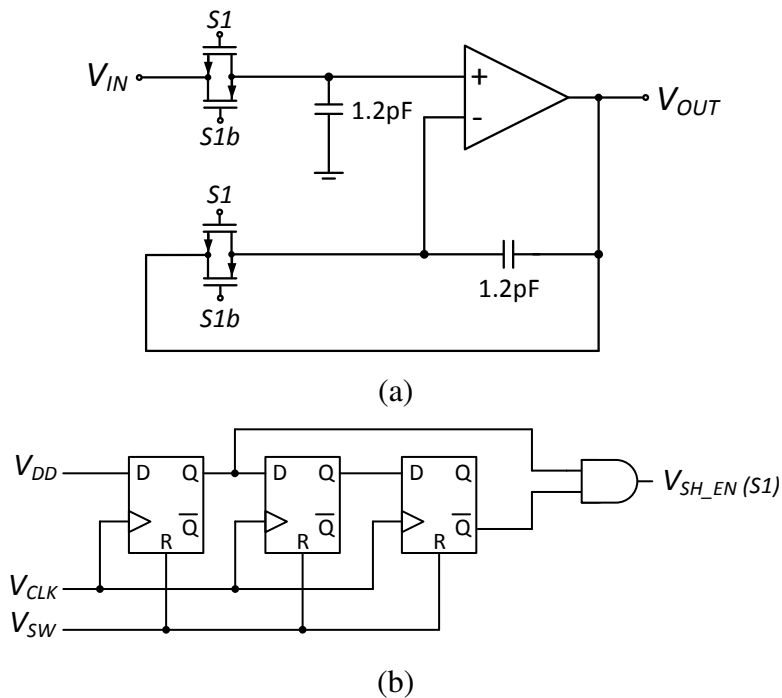 S1
V_IN
1.2pF
+
-
V_OUT
S1b
S1
1.2pF
S1b
(a)
V_DD
D Q
Q̅
R
D Q
Q̅
R
D Q
Q̅
R
V_SH_EN (S1)
V_CLK
V_SW
(b)